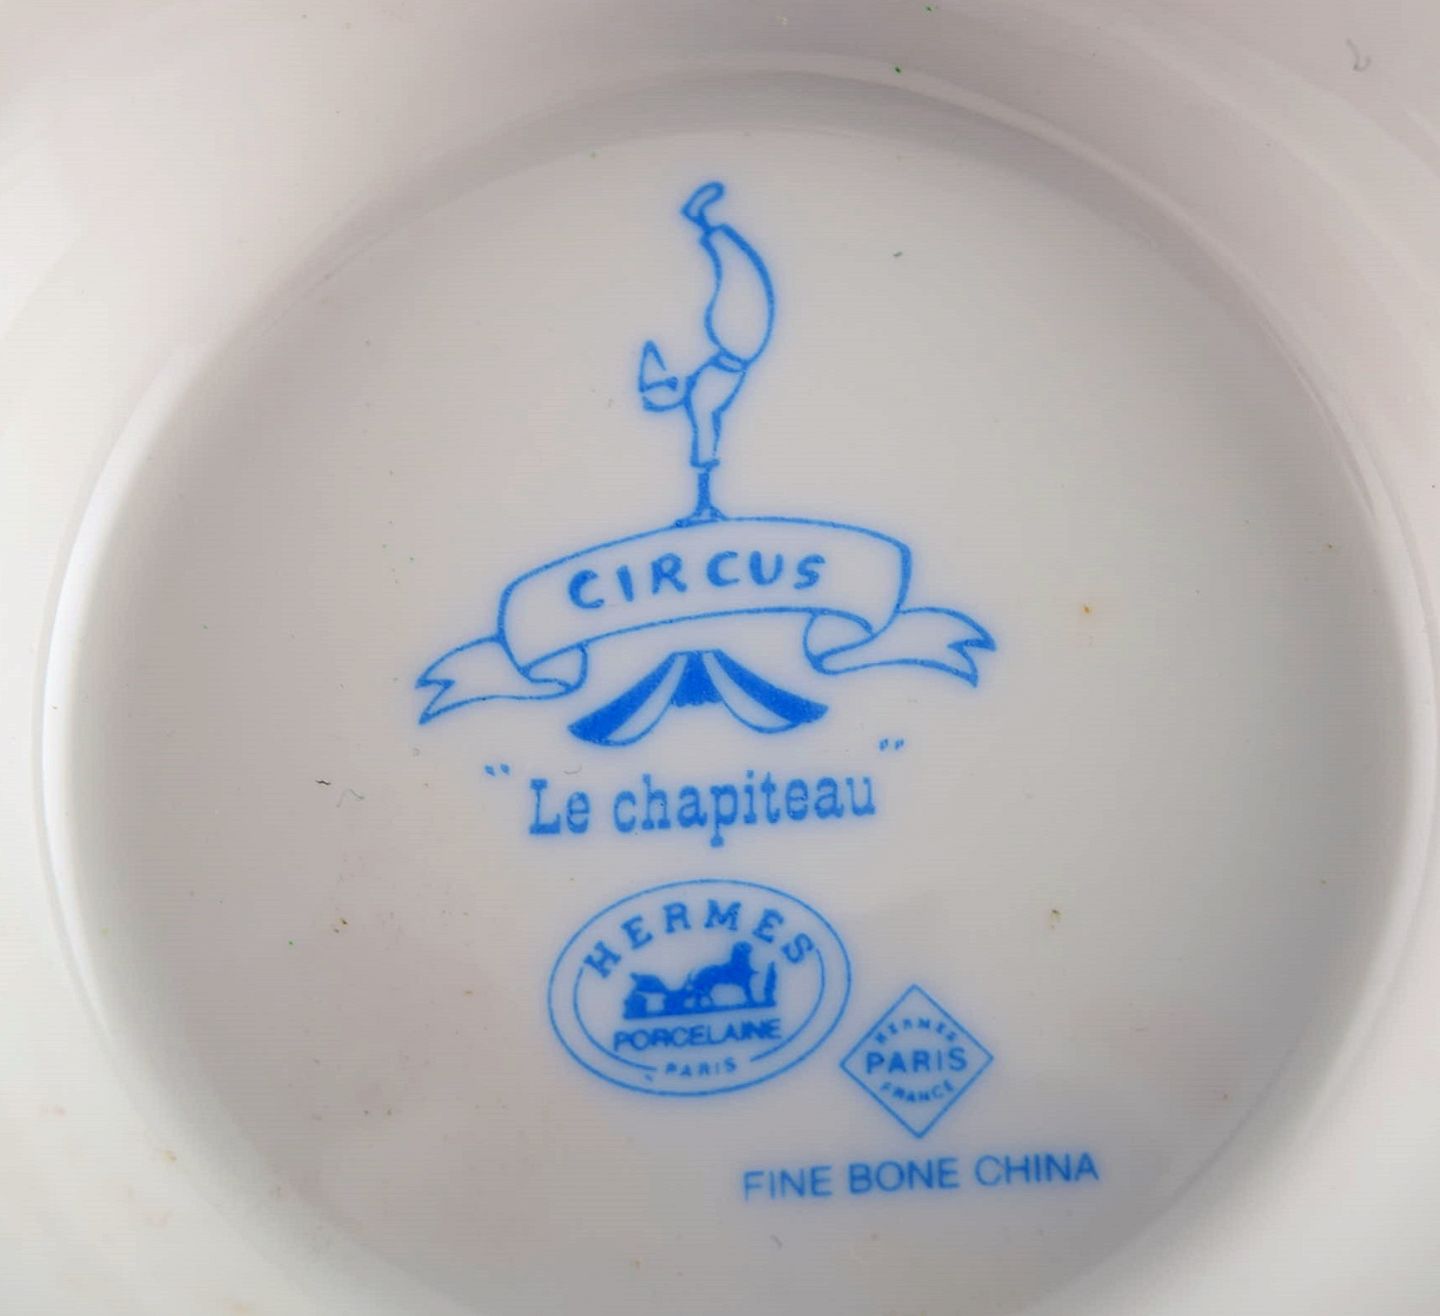 CIRCUS
"Le chapiteau"
HERMES
PORCELAINE
PARIS
HERMES
PARIS
FRANCE
FINE BONE CHINA